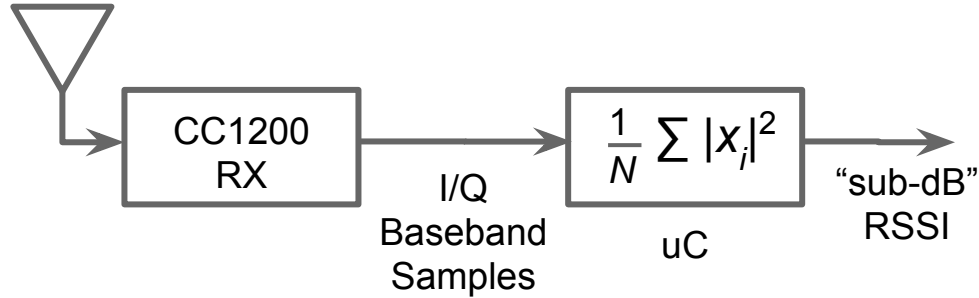 CC1200
RX
I/Q
Baseband
Samples
1/N ∑ |xᵢ|²
uC
“sub-dB”
RSSI